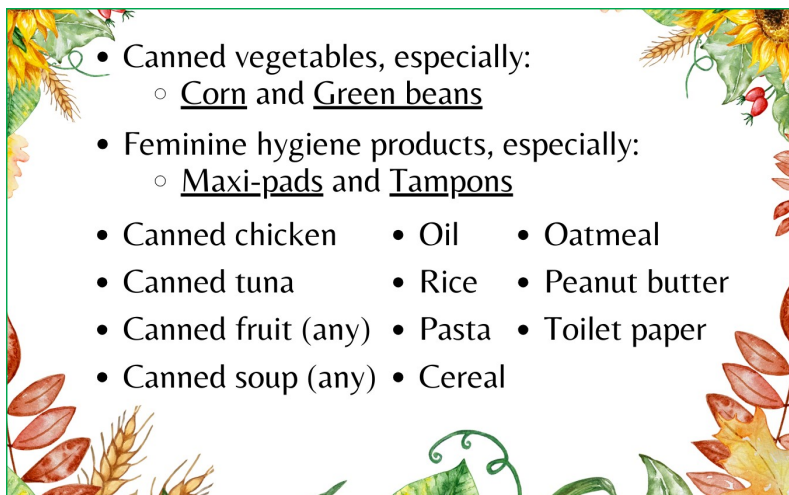 • Canned vegetables, especially:
○ Corn and Green beans
• Feminine hygiene products, especially:
○ Maxi-pads and Tampons
• Canned chicken • Oil • Oatmeal
• Canned tuna • Rice • Peanut butter
• Canned fruit (any) • Pasta • Toilet paper
• Canned soup (any) • Cereal